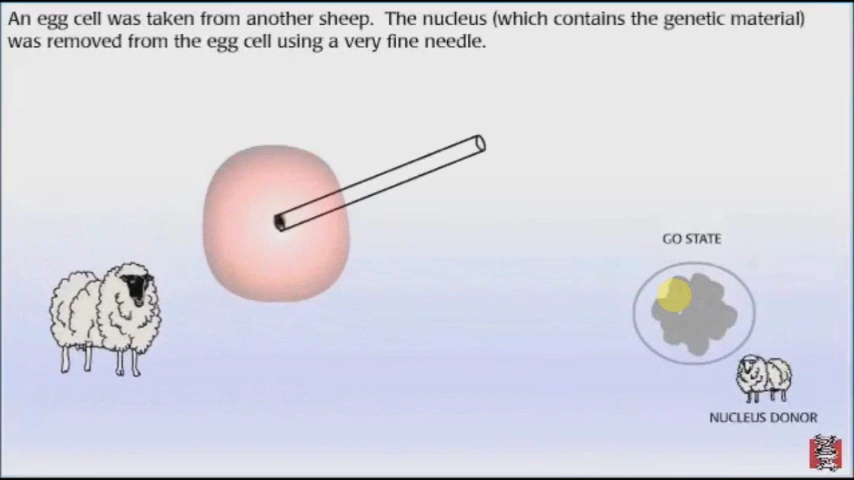 An egg cell was taken from another sheep. The nucleus (which contains the genetic material)
was removed from the egg cell using a very fine needle.
GO STATE
NUCLEUS DONOR